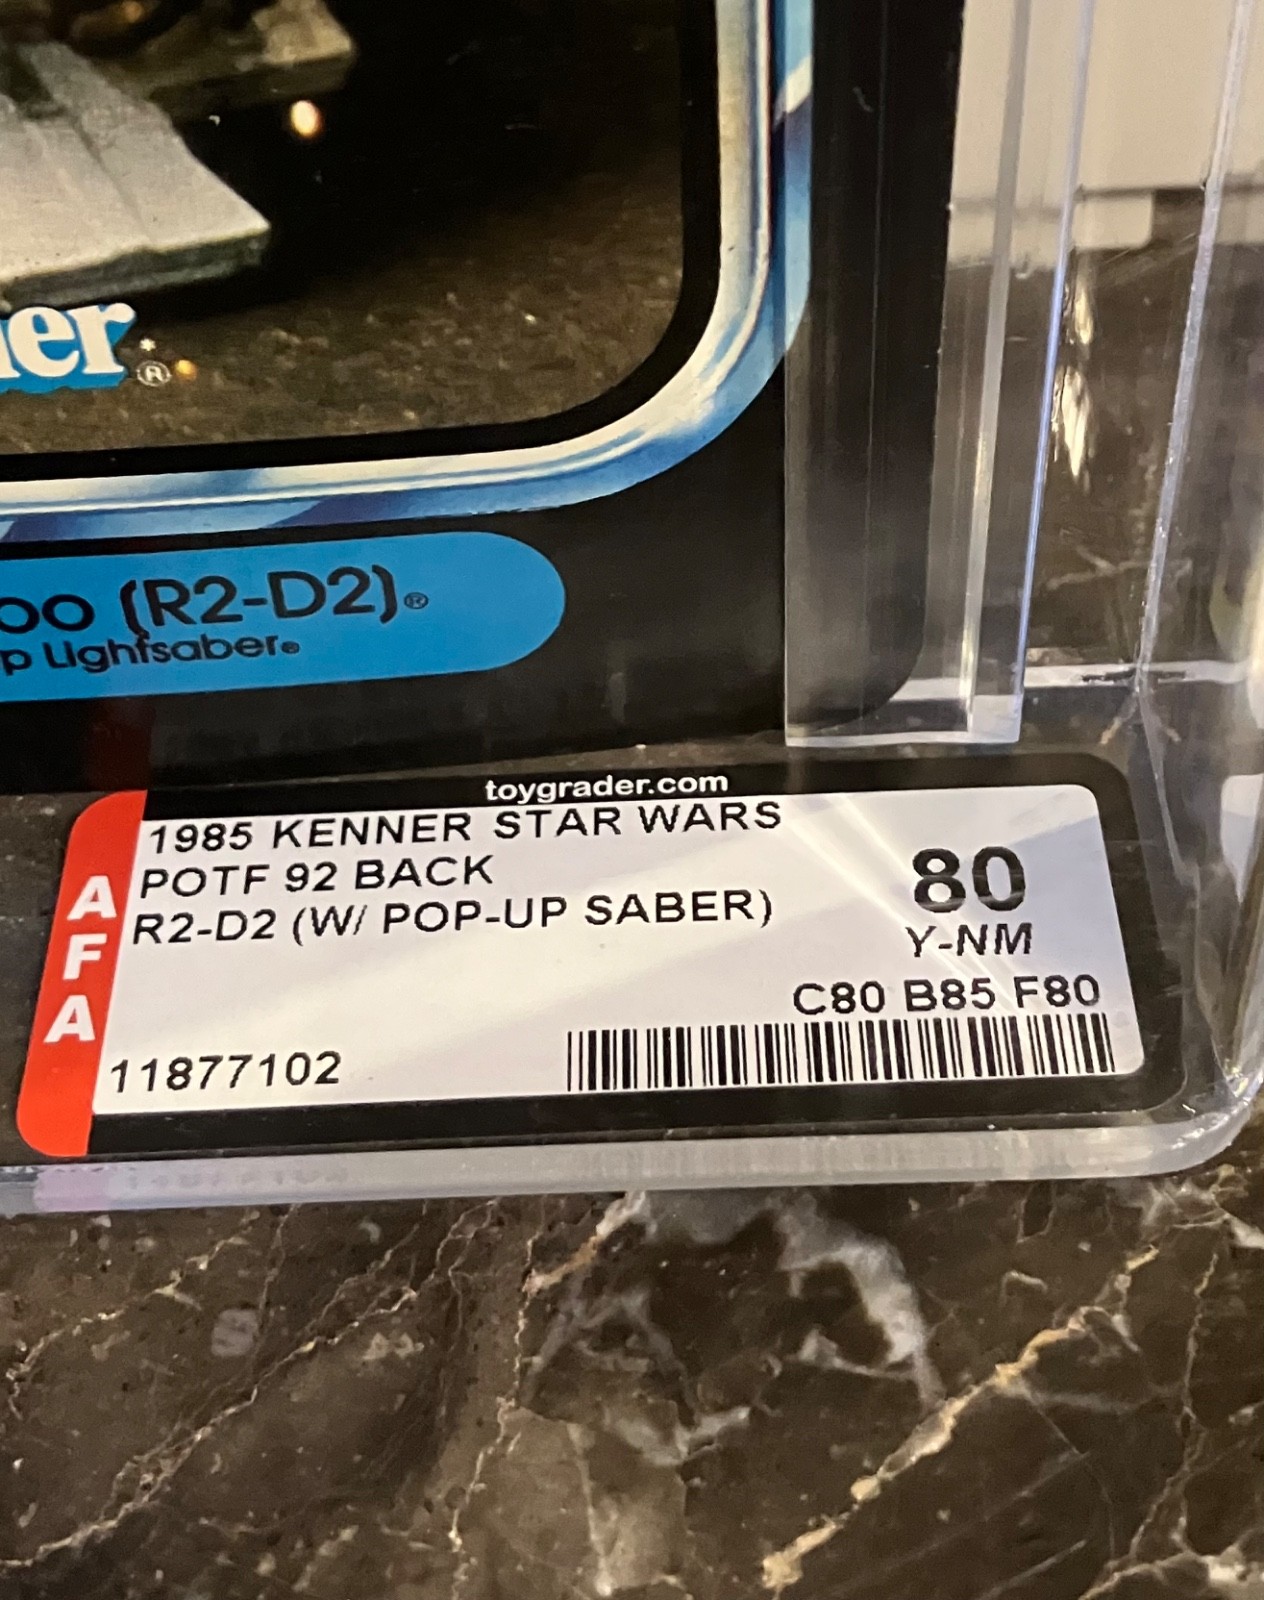 er
®
(R2-D2)®
Lightsaber®
toygrader.com
1985 KENNER STAR WARS
POTF 92 BACK
R2-D2 (W/ POP-UP SABER)
80
Y-NM
C80 B85 F80
AFA
11877102